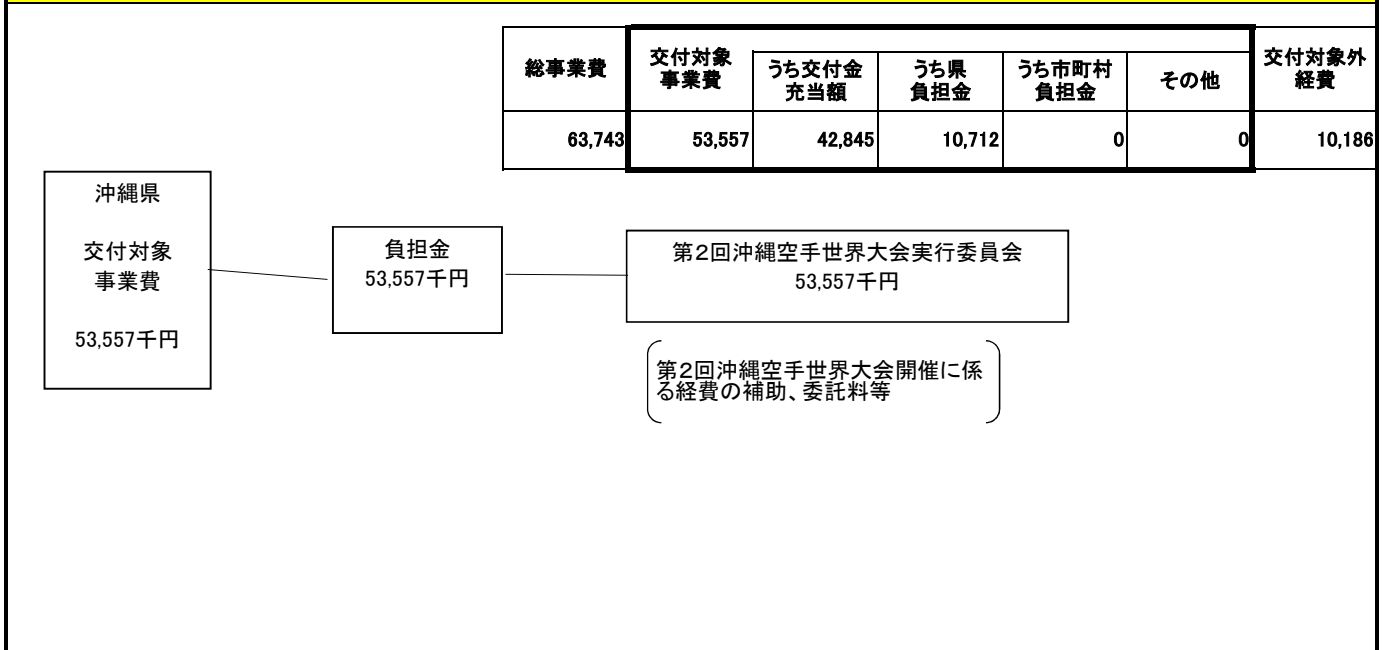 総事業費
交付対象
事業費
うち交付金
充当額
うち県
負担金
うち市町村
負担金
その他
交付対象外
経費
63,743
53,557
42,845
10,712
0
0
10,186
沖縄県
交付対象
事業費
53,557千円
負担金
53,557千円
第2回沖縄空手世界大会実行委員会
53,557千円
第2回沖縄空手世界大会開催に係
る経費の補助、委託料等